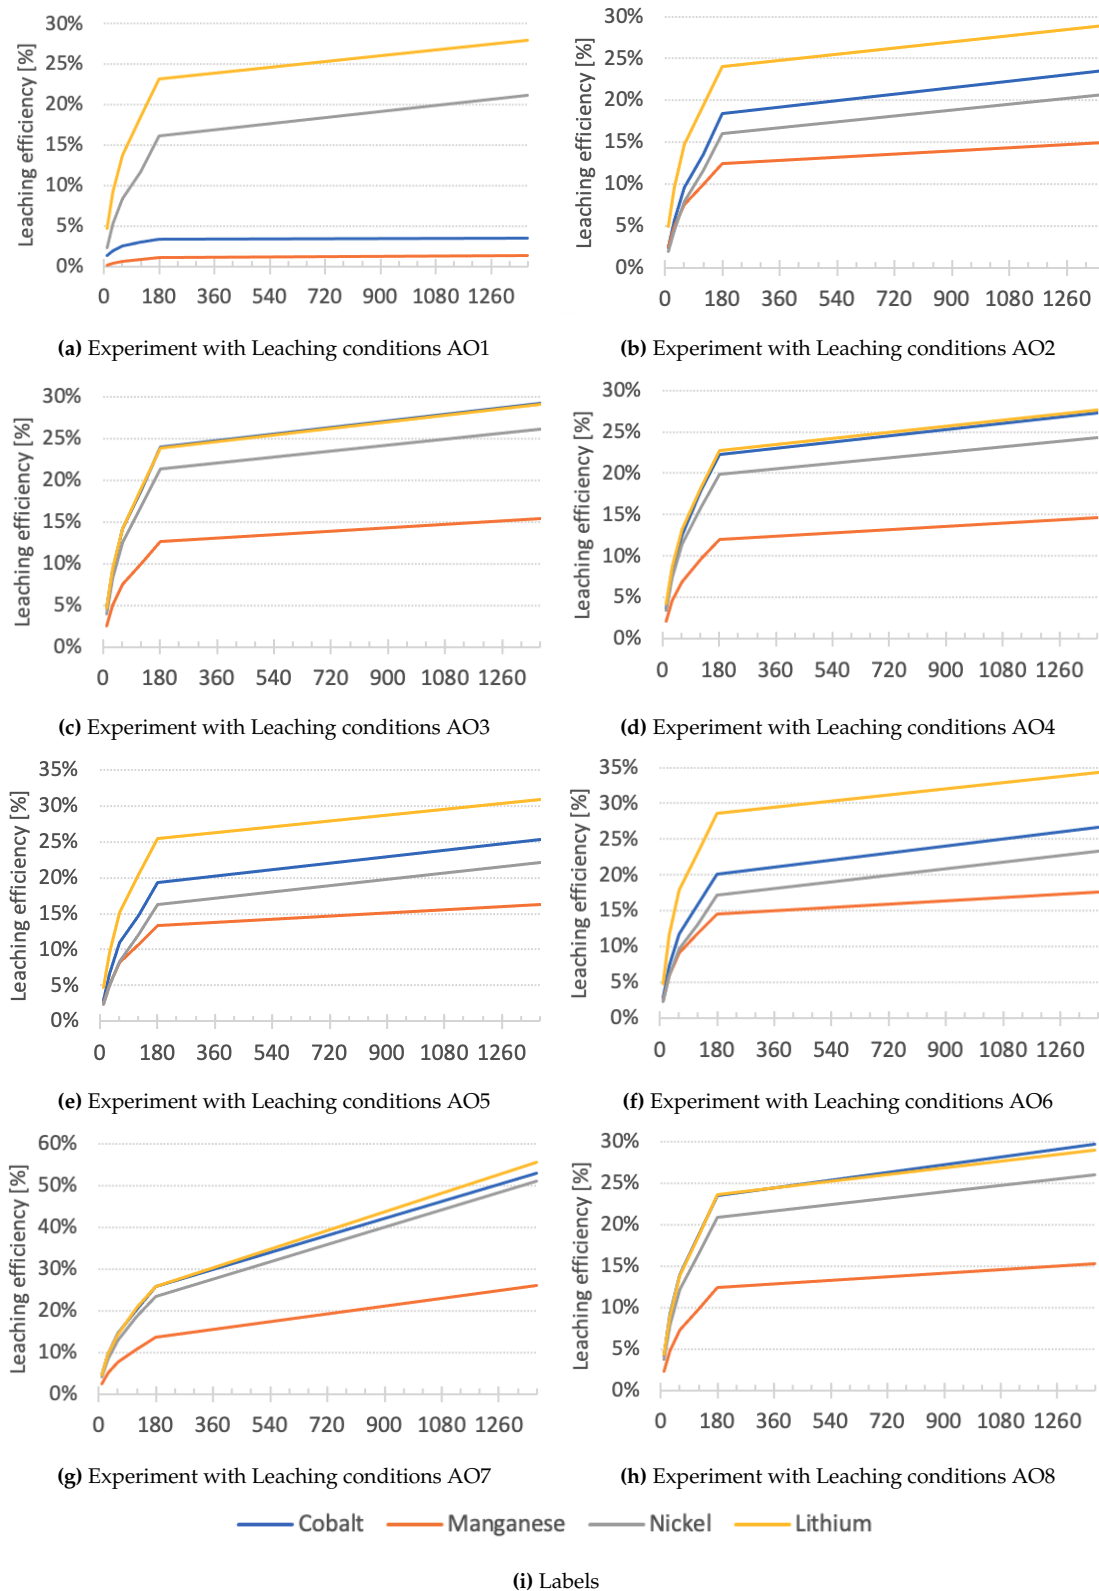 30%
25%
20%
15%
10%
5%
0%
Leaching efficiency [%]
0 180 360 540 720 900 1080 1260
(a) Experiment with Leaching conditions AO1
30%
25%
20%
15%
10%
5%
0%
Leaching efficiency [%]
0 180 360 540 720 900 1080 1260
(b) Experiment with Leaching conditions AO2
30%
25%
20%
15%
10%
5%
0%
Leaching efficiency [%]
0 180 360 540 720 900 1080 1260
(c) Experiment with Leaching conditions AO3
30%
25%
20%
15%
10%
5%
0%
Leaching efficiency [%]
0 180 360 540 720 900 1080 1260
(d) Experiment with Leaching conditions AO4
35%
30%
25%
20%
15%
10%
5%
0%
Leaching efficiency [%]
0 180 360 540 720 900 1080 1260
(e) Experiment with Leaching conditions AO5
35%
30%
25%
20%
15%
10%
5%
0%
Leaching efficiency [%]
0 180 360 540 720 900 1080 1260
(f) Experiment with Leaching conditions AO6
60%
50%
40%
30%
20%
10%
0%
Leaching efficiency [%]
0 180 360 540 720 900 1080 1260
(g) Experiment with Leaching conditions AO7
30%
25%
20%
15%
10%
5%
0%
Leaching efficiency [%]
0 180 360 540 720 900 1080 1260
(h) Experiment with Leaching conditions AO8
Cobalt Manganese Nickel Lithium
(i) Labels